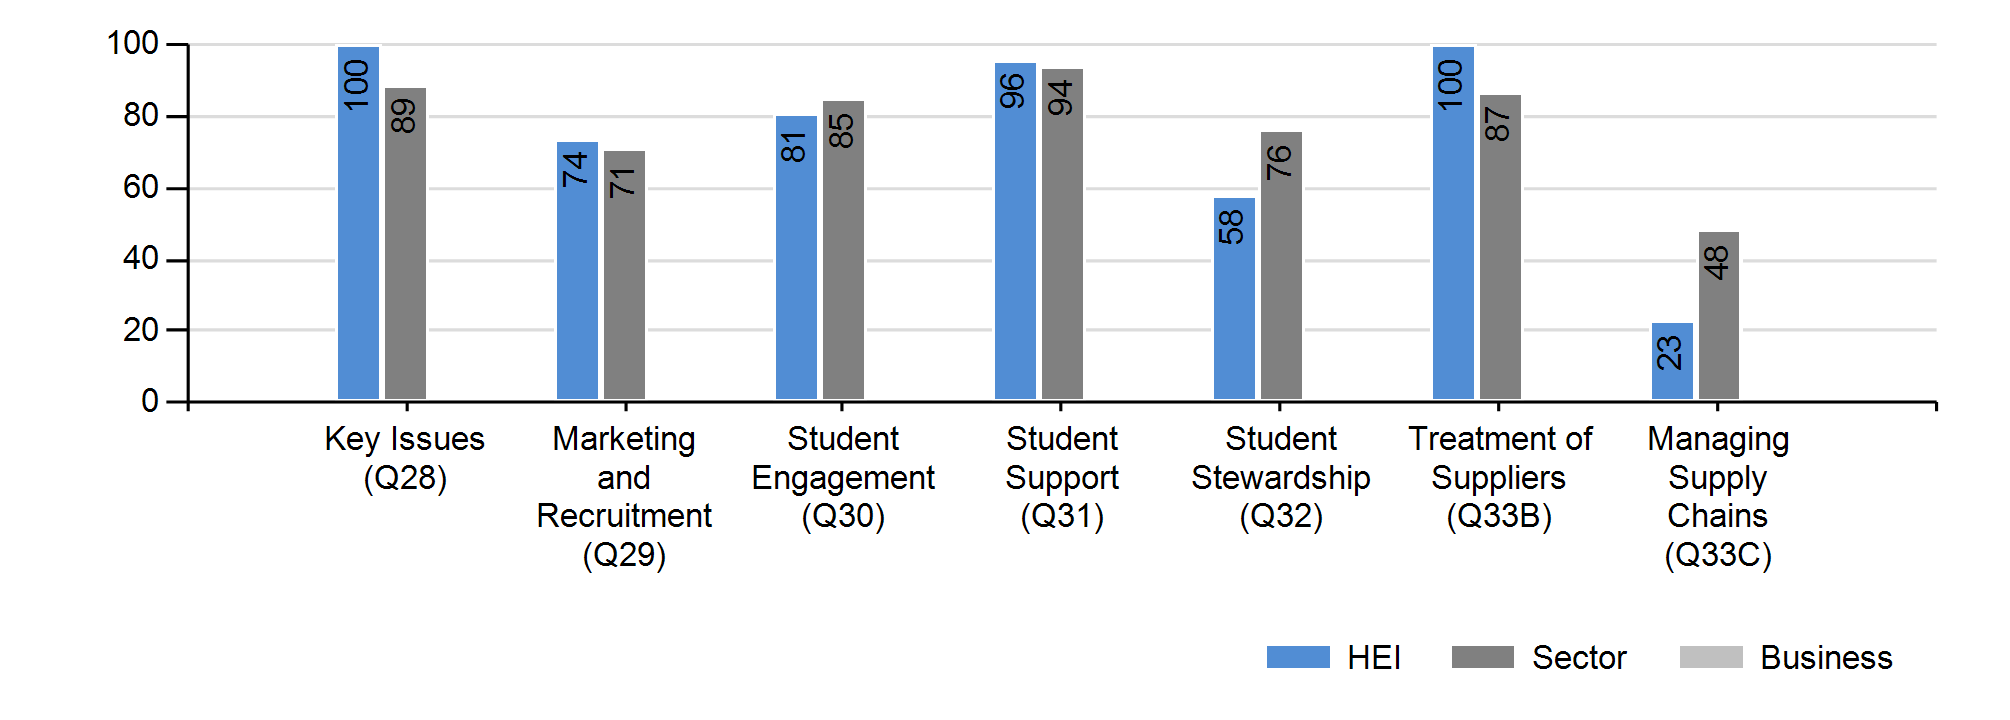 100
80
60
40
20
0
100
89
74
71
81
85
96
94
58
76
100
87
23
48
Key Issues
(Q28)
Marketing
and
Recruitment
(Q29)
Student
Engagement
(Q30)
Student
Support
(Q31)
Student
Stewardship
(Q32)
Treatment of
Suppliers
(Q33B)
Managing
Supply
Chains
(Q33C)
HEI
Sector
Business